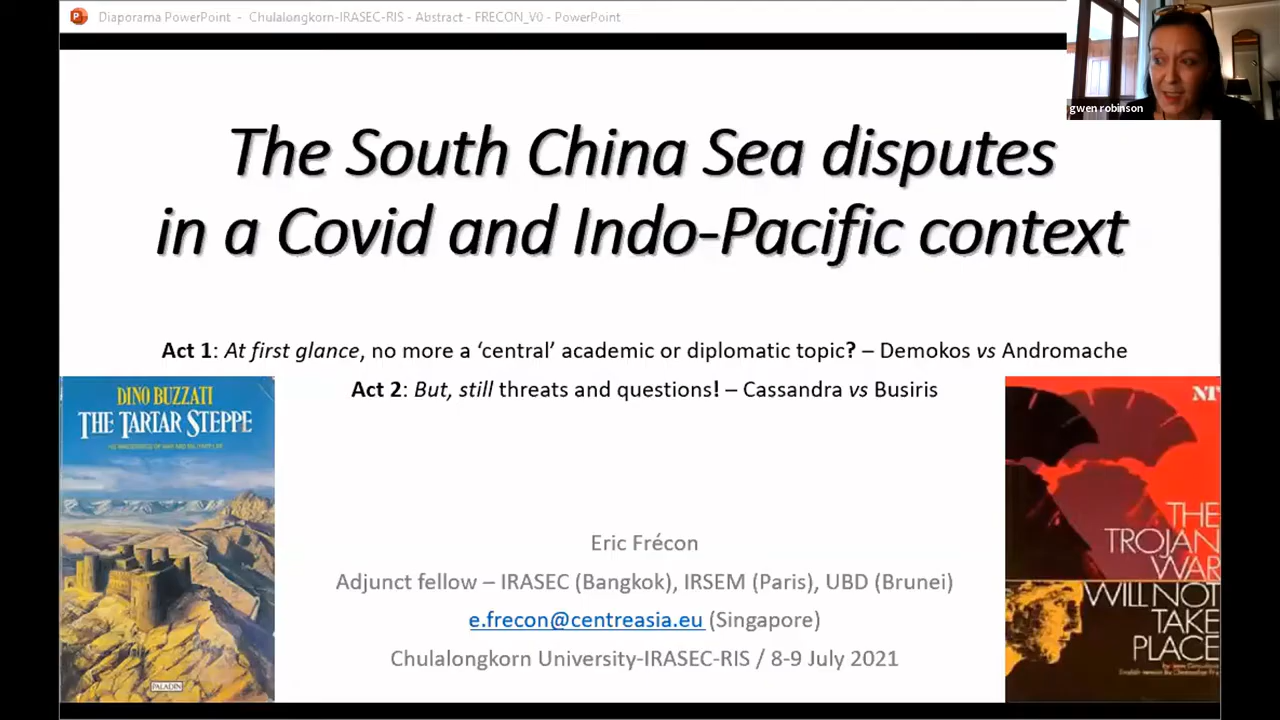 Diaporama PowerPoint - Chulalongkorn-IRASEC-RIS - Abstract - FRECON_V0 - PowerPoint
gwen robinson
The South China Sea disputes
in a Covid and Indo-Pacific context
Act 1: At first glance, no more a ‘central’ academic or diplomatic topic? – Demokos vs Andromache
Act 2: But, still threats and questions! – Cassandra vs Busiris
DINO BUZZATI
THE TARTAR STEPPE
PALADIN
NT
THE
TROJAN
WAR
WILL NOT
TAKE
PLACE
Eric Frécon
Adjunct fellow – IRASEC (Bangkok), IRSEM (Paris), UBD (Brunei)
e.frecon@centreasia.eu (Singapore)
Chulalongkorn University-IRASEC-RIS / 8-9 July 2021